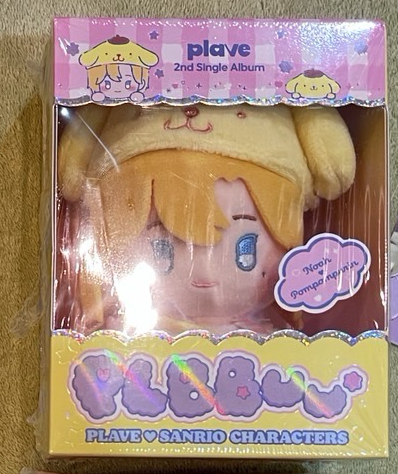 plave
2nd Single Album
Noah
Pompompurin
PLBBUU
PLAVE ♥ SANRIO CHARACTERS